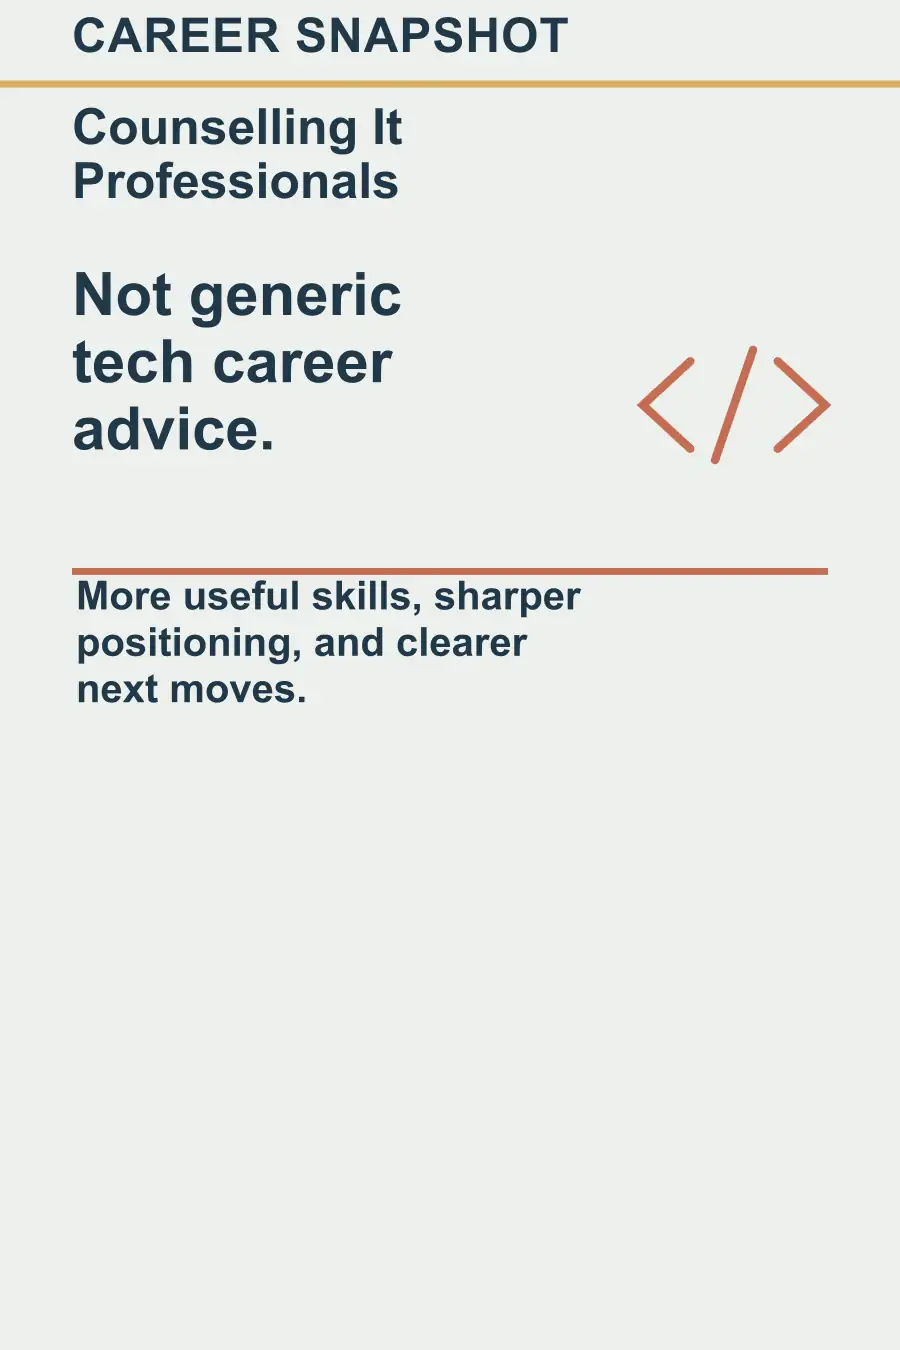 CAREER SNAPSHOT
Counselling It
Professionals
Not generic
tech career
advice.
</>
More useful skills, sharper
positioning, and clearer
next moves.